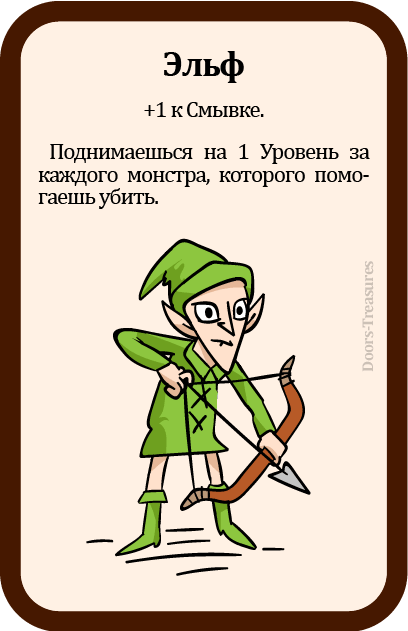 Эльф
+1 к Смывке.
Поднимаешься на 1 Уровень за
каждого монстра, которого помо-
гаешь убить.
Doors-Treasures